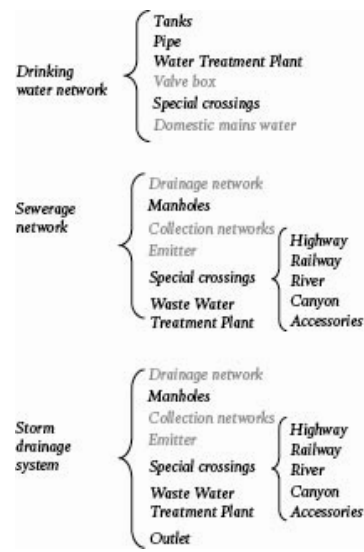 Drinking
water network
Tanks
Pipe
Water Treatment Plant
Valve box
Special crossings
Domestic mains water
Sewerage
network
Drainage network
Manholes
Collection networks
Emitter
Special crossings
Waste Water
Treatment Plant
Highway
Railway
River
Canyon
Accessories
Storm
drainage
system
Drainage network
Manholes
Collection networks
Emitter
Special crossings
Waste Water
Treatment Plant
Outlet
Highway
Railway
River
Canyon
Accessories